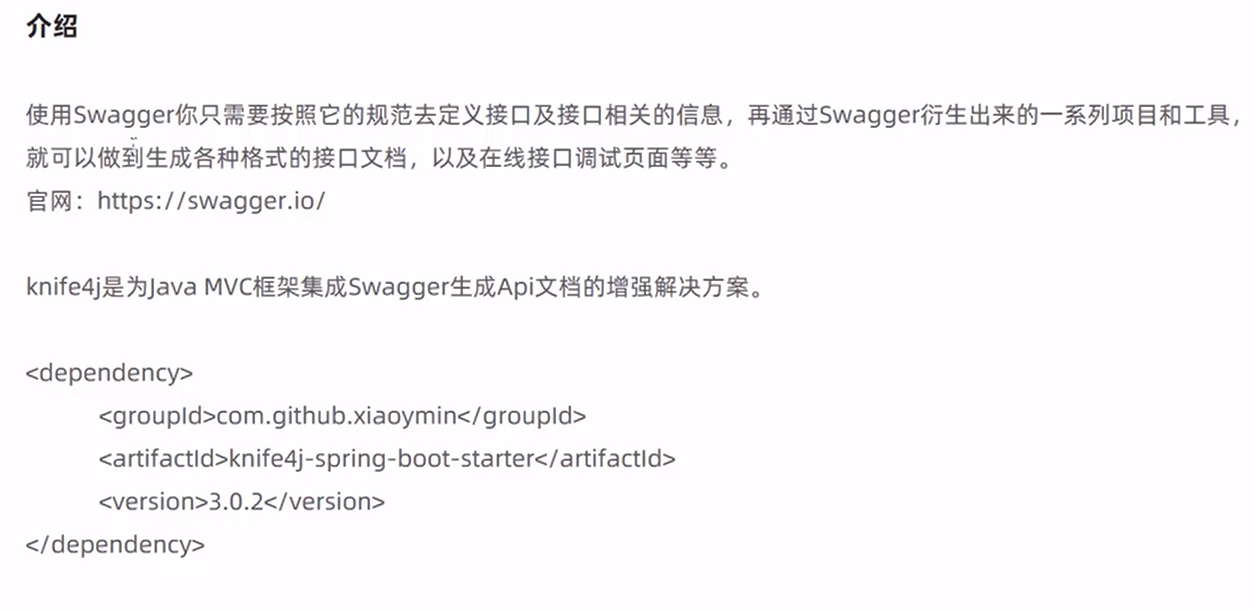 介绍
使用Swagger你只需要按照它的规范去定义接口及接口相关的信息，再通过Swagger衍生出来的一系列项目和工具，
就可以做到生成各种格式的接口文档，以及在线接口调试页面等等。
官网：https://swagger.io/
knife4j是为Java MVC框架集成Swagger生成Api文档的增强解决方案。
<dependency>
<groupId>com.github.xiaoymin</groupId>
<artifactId>knife4j-spring-boot-starter</artifactId>
<version>3.0.2</version>
</dependency>